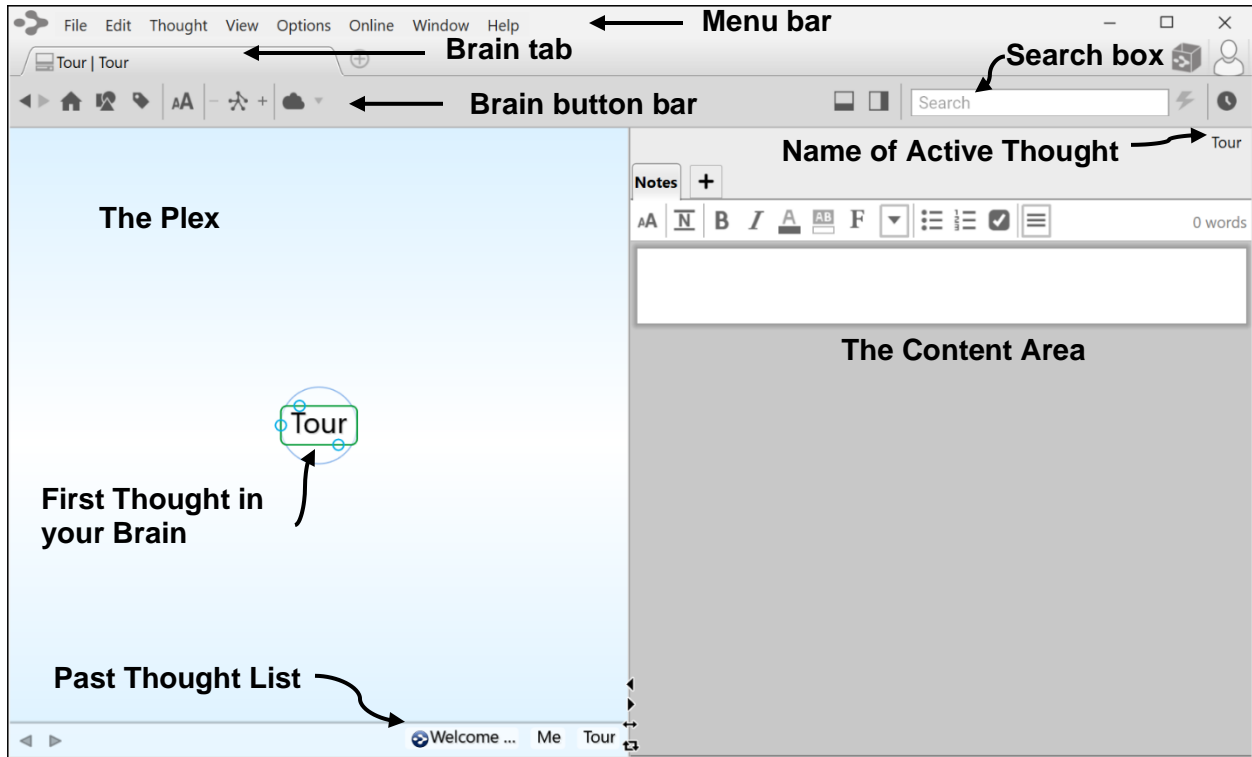 File Edit Thought View Options Online Window Help
Menu bar
Tour | Tour
Brain tab
Search box
AA
Brain button bar
Search
Name of Active Thought
Tour
Notes +
The Plex
AA N B I A AB F
0 words
The Content Area
Tour
First Thought in
your Brain
Past Thought List
Welcome ... Me Tour